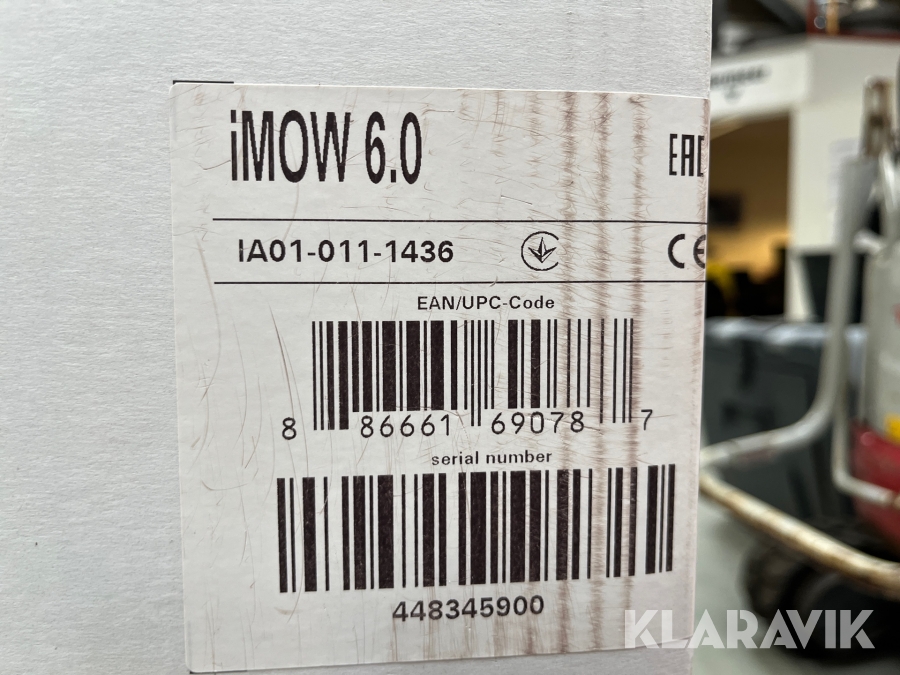 iMOW 6.0
EAC
IA01-011-1436
CE
EAN/UPC-Code
8 86661 69078 7
serial number
448345900
KLARAVIK